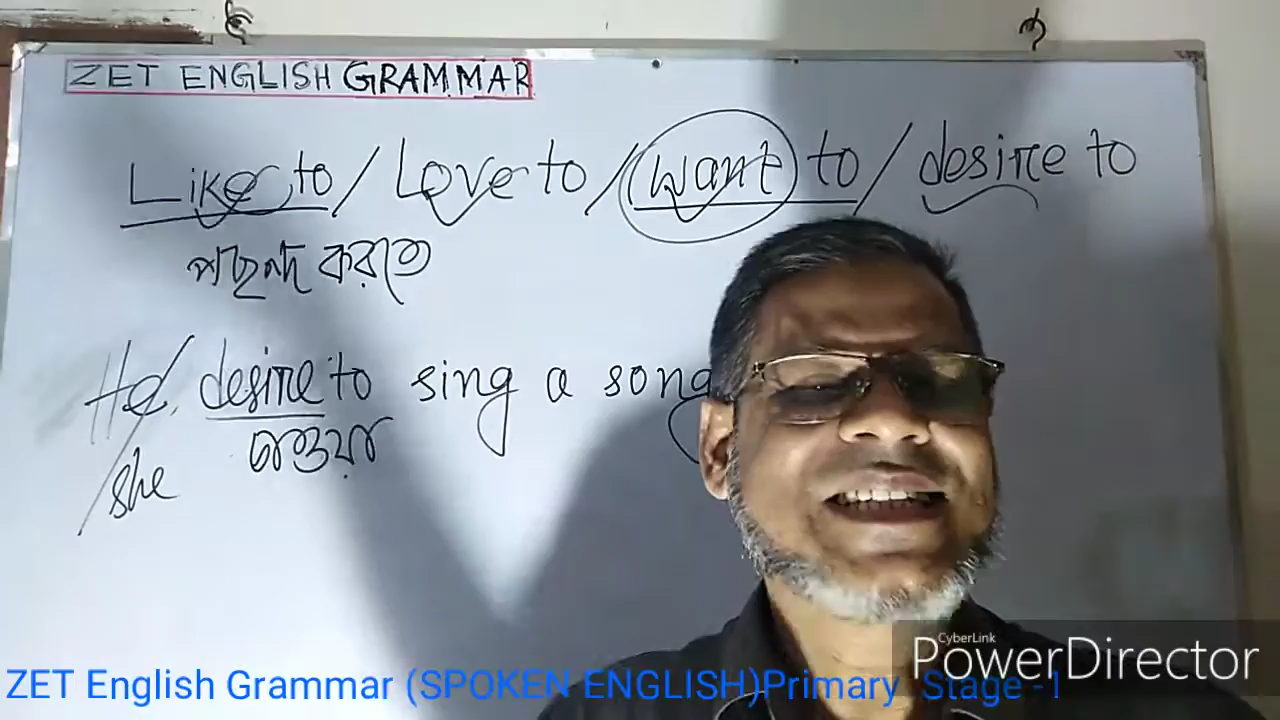 ZET ENGLISH GRAMMAR
Like to / Love to / want to / desire to
পছন্দ করতে
He desire to sing a song
/she
CyberLink
PowerDirector
ZET English Grammar (SPOKEN ENGLISH)Primary Stage -1